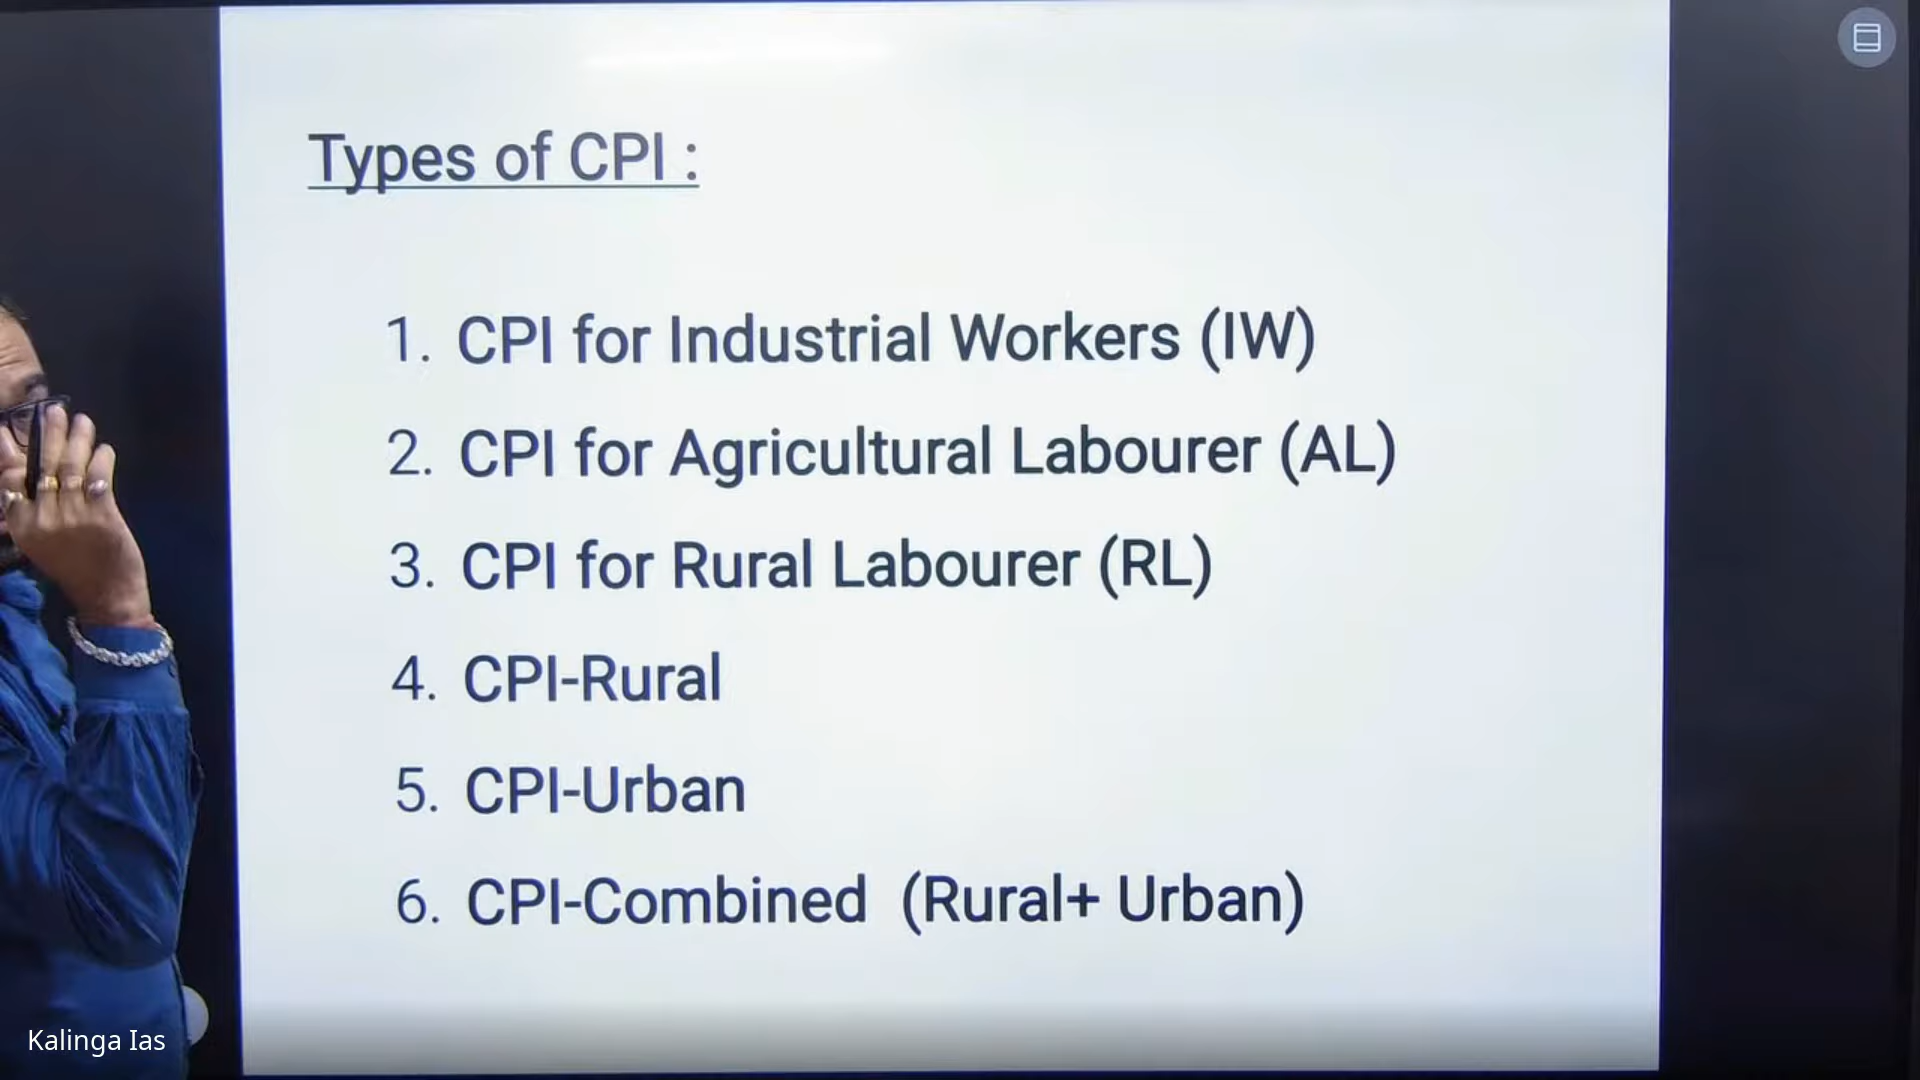 Types of CPI :
1. CPI for Industrial Workers (IW)
2. CPI for Agricultural Labourer (AL)
3. CPI for Rural Labourer (RL)
4. CPI-Rural
5. CPI-Urban
6. CPI-Combined (Rural+ Urban)
Kalinga Ias